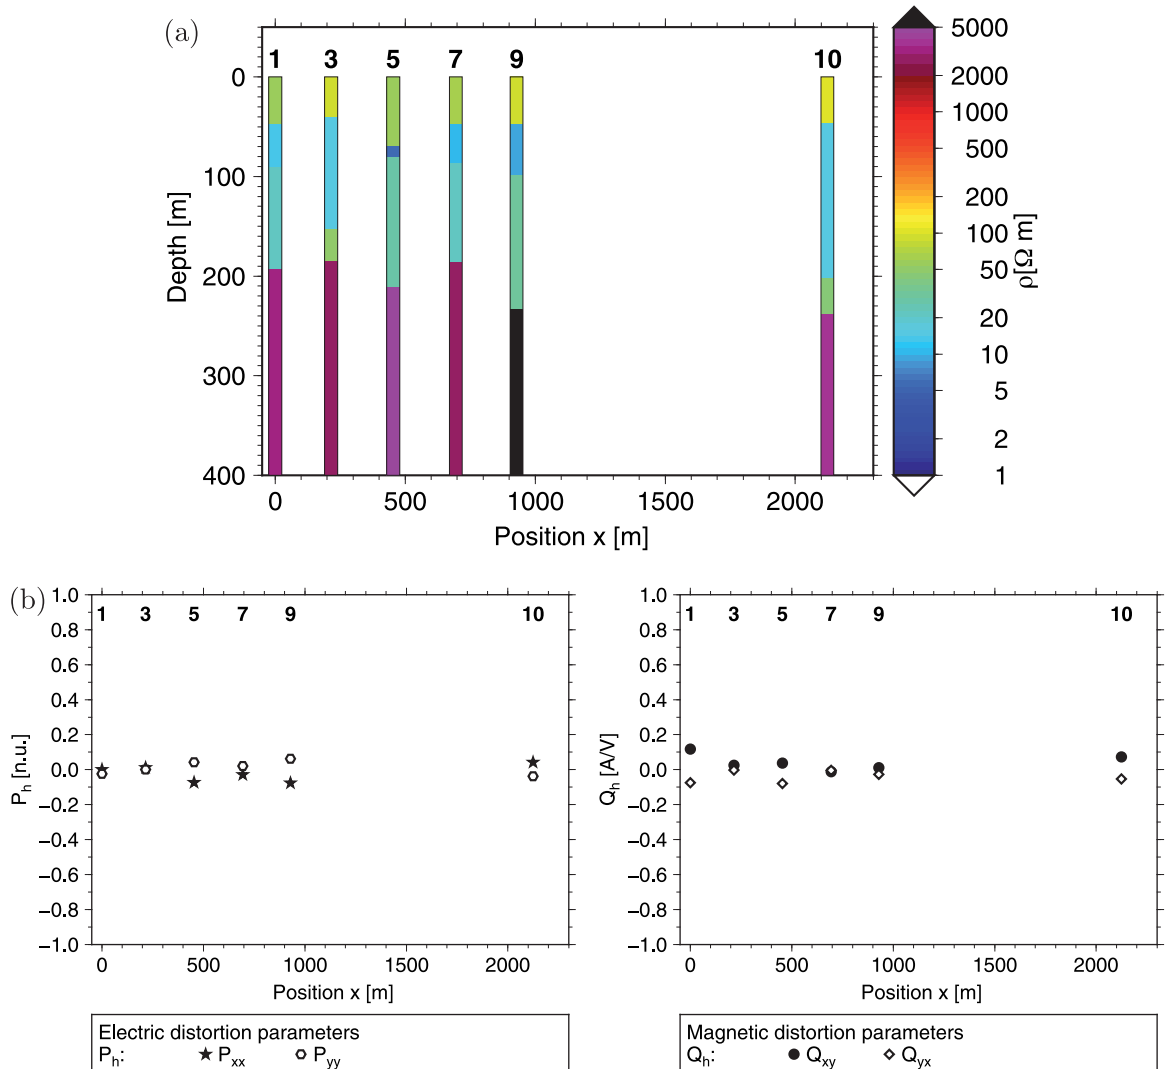 (a)
1 3 5 7 9 10
0
100
200
300
400
Depth [m]
0 500 1000 1500 2000
Position x [m]
5000
2000
1000
500
200
100
50
20
10
5
2
1
ρ[Ω m]
(b)
1.0
0.8
0.6
0.4
0.2
0.0
−0.2
−0.4
−0.6
−0.8
−1.0
P_h [n.u.]
1 3 5 7 9 10
0 500 1000 1500 2000
Position x [m]
Electric distortion parameters
P_h: ★ P_xx P_yy
1.0
0.8
0.6
0.4
0.2
0.0
−0.2
−0.4
−0.6
−0.8
−1.0
Q_h [A/V]
1 3 5 7 9 10
0 500 1000 1500 2000
Position x [m]
Magnetic distortion parameters
Q_h: ● Q_xy ◇ Q_yx